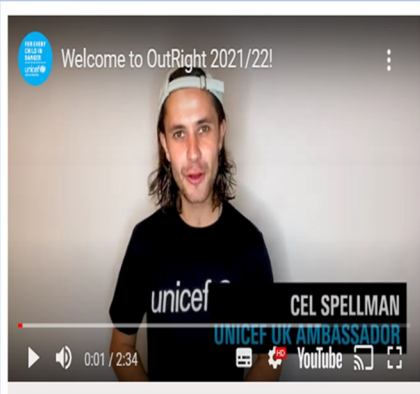 FOR EVERY
CHILD IN
DANGER
unicef
Welcome to OutRight 2021/22!
unicef
CEL SPELLMAN
UNICEF UK AMBASSADOR
0:01 / 2:34
HD
YouTube